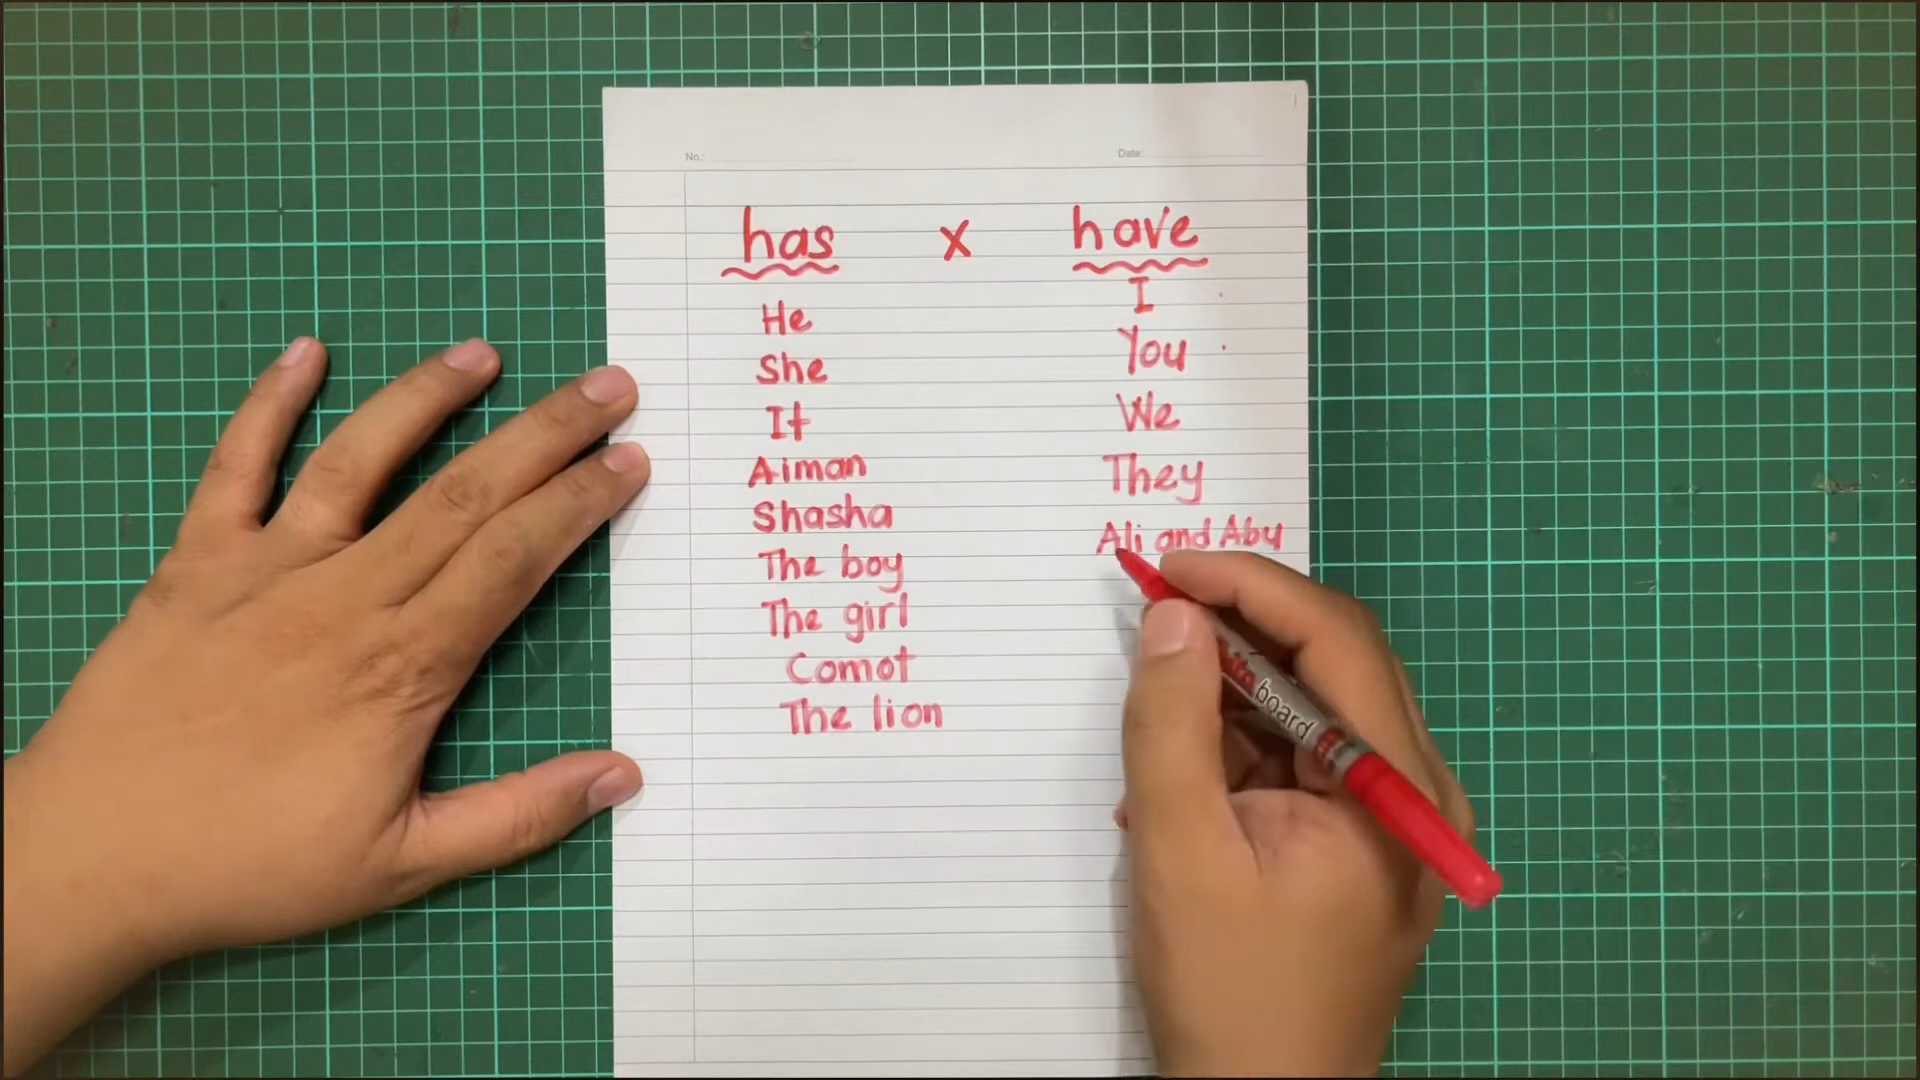 No.: Date:
has x have
He
She
It
Aiman
Shasha
The boy
The girl
Comot
The lion
I
You
We
They
Ali and Aby
board